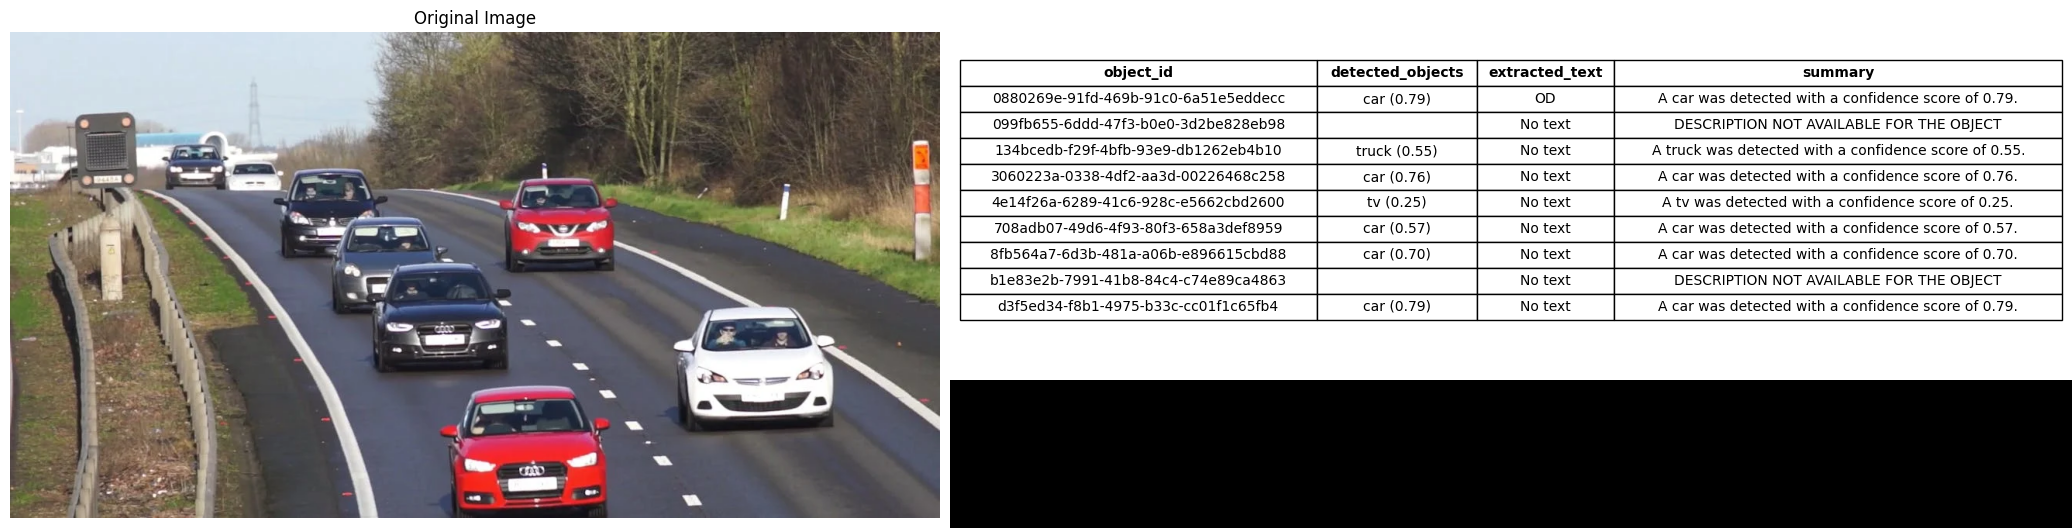 Original Image
object_id detected_objects extracted_text summary
0880269e-91fd-469b-91c0-6a51e5eddecc car (0.79) OD A car was detected with a confidence score of 0.79.
099fb655-6ddd-47f3-b0e0-3d2be828eb98 No text DESCRIPTION NOT AVAILABLE FOR THE OBJECT
134bcedb-f29f-4bfb-93e9-db1262eb4b10 truck (0.55) No text A truck was detected with a confidence score of 0.55.
3060223a-0338-4df2-aa3d-00226468c258 car (0.76) No text A car was detected with a confidence score of 0.76.
4e14f26a-6289-41c6-928c-e5662cbd2600 tv (0.25) No text A tv was detected with a confidence score of 0.25.
708adb07-49d6-4f93-80f3-658a3def8959 car (0.57) No text A car was detected with a confidence score of 0.57.
8fb564a7-6d3b-481a-a06b-e896615cbd88 car (0.70) No text A car was detected with a confidence score of 0.70.
b1e83e2b-7991-41b8-84c4-c74e89ca4863 No text DESCRIPTION NOT AVAILABLE FOR THE OBJECT
d3f5ed34-f8b1-4975-b33c-cc01f1c65fb4 car (0.79) No text A car was detected with a confidence score of 0.79.